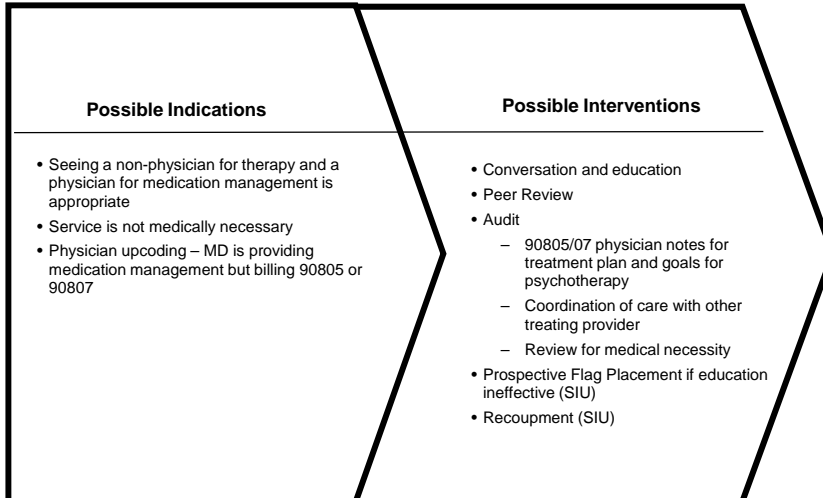 Possible Indications
• Seeing a non-physician for therapy and a
physician for medication management is
appropriate
• Service is not medically necessary
• Physician upcoding – MD is providing
medication management but billing 90805 or
90807
Possible Interventions
• Conversation and education
• Peer Review
• Audit
– 90805/07 physician notes for
treatment plan and goals for
psychotherapy
– Coordination of care with other
treating provider
– Review for medical necessity
• Prospective Flag Placement if education
ineffective (SIU)
• Recoupment (SIU)